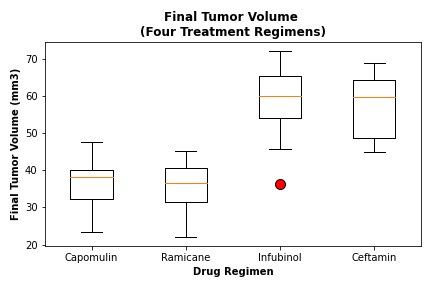 Final Tumor Volume
(Four Treatment Regimens)
70
60
50
40
30
20
Final Tumor Volume (mm3)
Capomulin
Ramicane
Infubinol
Ceftamin
Drug Regimen